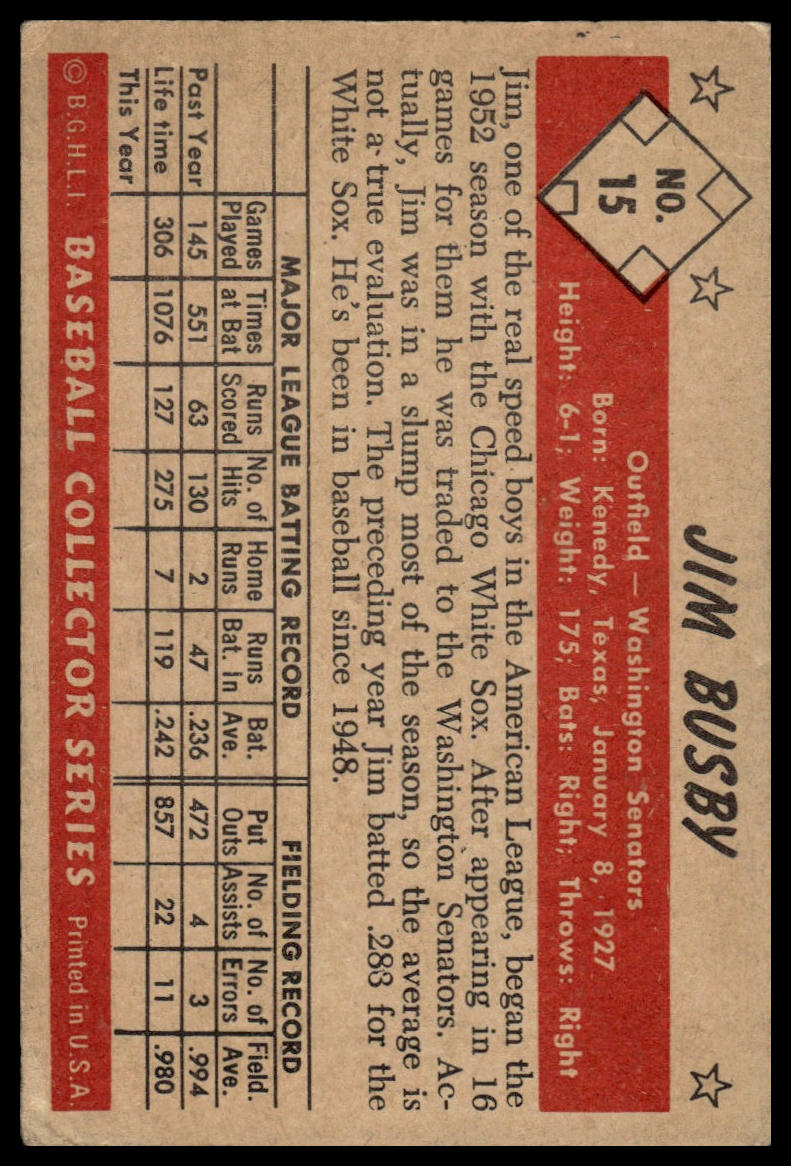 JIM BUSBY
NO.
15
Outfield — Washington Senators
Born: Kenedy, Texas, January 8, 1927
Height: 6-1; Weight: 175; Bats: Right; Throws: Right
Jim, one of the real speed boys in the American League, began the
1952 season with the Chicago White Sox. After appearing in 16
games for them he was traded to the Washington Senators. Ac-
tually, Jim was in a slump most of the season, so the average is
not a true evaluation. The preceding year Jim batted .283 for the
White Sox. He's been in baseball since 1948.
MAJOR LEAGUE BATTING RECORD FIELDING RECORD
Games Times Runs No. of Home Runs Bat. Put No. of No. of Field.
Played at Bat Scored Hits Runs Bat. in Ave. Outs Assists Errors Ave.
Past Year 145 551 63 130 2 47 .236 472 4 3 .994
Life time 306 1076 127 275 7 119 .242 857 22 11 .980
This Year
© B.G.H.L.I. BASEBALL COLLECTOR SERIES Printed in U.S.A.